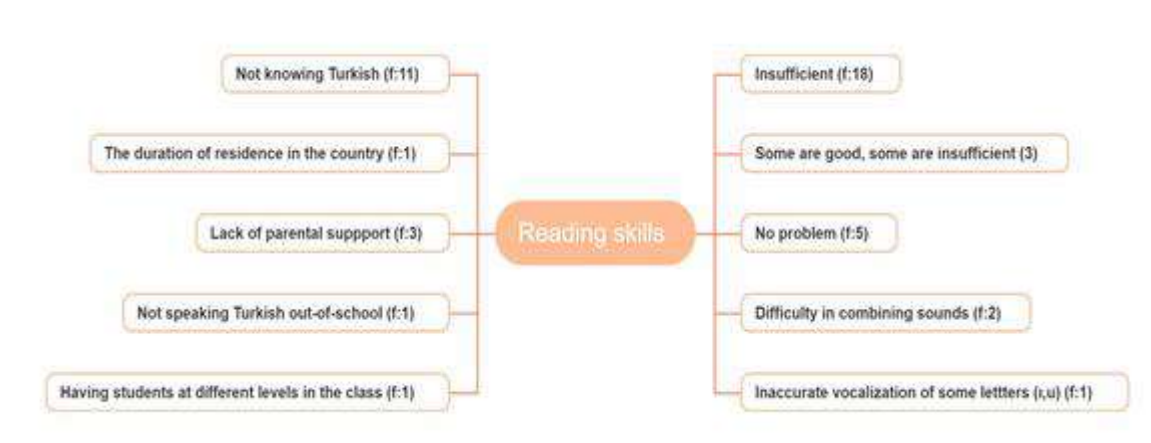 Not knowing Turkish (f:11)
The duration of residence in the country (f:1)
Lack of parental suppport (f:3)
Not speaking Turkish out-of-school (f:1)
Having students at different levels in the class (f:1)
Reading skills
Insufficient (f:18)
Some are good, some are insufficient (3)
No problem (f:5)
Difficulty in combining sounds (f:2)
Inaccurate vocalization of some lettters (ı,u) (f:1)